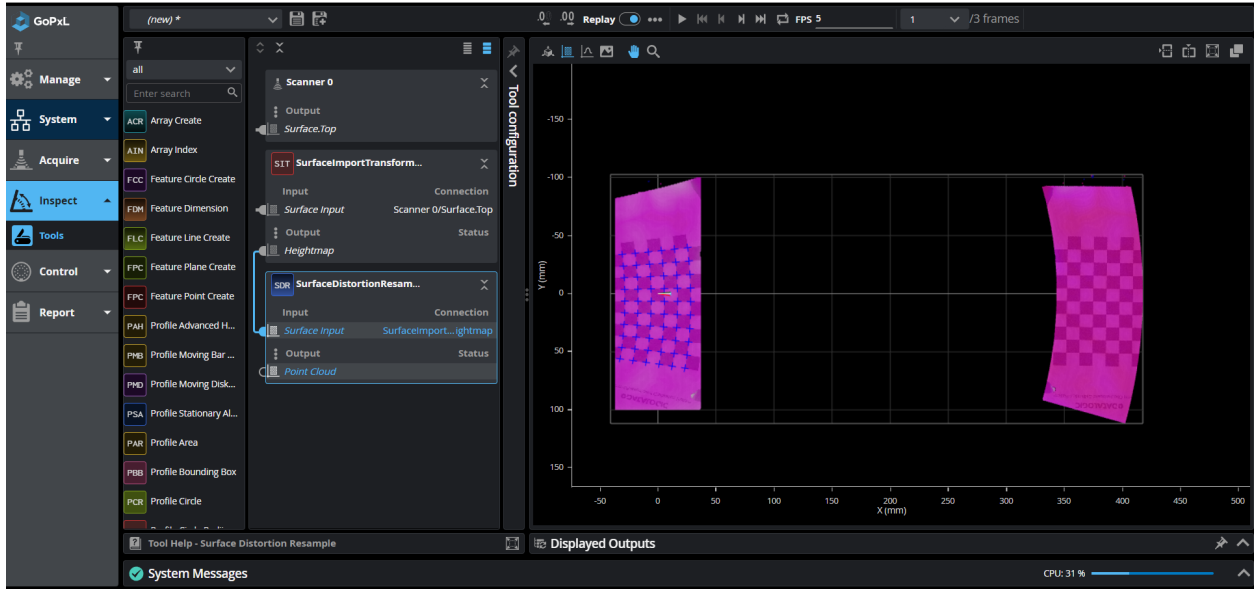 GoPxL
(new) *
.0 .00 Replay
FPS 5
1
/3 frames
Manage
System
Acquire
Inspect
Tools
Control
Report
all
Enter search
ACR Array Create
AIN Array Index
FCC Feature Circle Create
FDM Feature Dimension
FLC Feature Line Create
FPC Feature Plane Create
FPC Feature Point Create
PAH Profile Advanced H...
PMB Profile Moving Bar ...
PMD Profile Moving Disk...
PSA Profile Stationary Al...
PAR Profile Area
PBB Profile Bounding Box
PCR Profile Circle
Scanner 0
Output
Surface.Top
SIT SurfaceImportTransform...
Input Connection
Surface Input Scanner 0/Surface.Top
Output Status
Heightmap
SDR SurfaceDistortionResam...
Input Connection
Surface Input SurfaceImport...ightmap
Output Status
Point Cloud
Tool configuration
-150
-100
-50
0
50
100
150
Y (mm)
-50 0 50 100 150 200 250 300 350 400 450 500
X (mm)
Tool Help - Surface Distortion Resample
Displayed Outputs
System Messages
CPU: 31 %